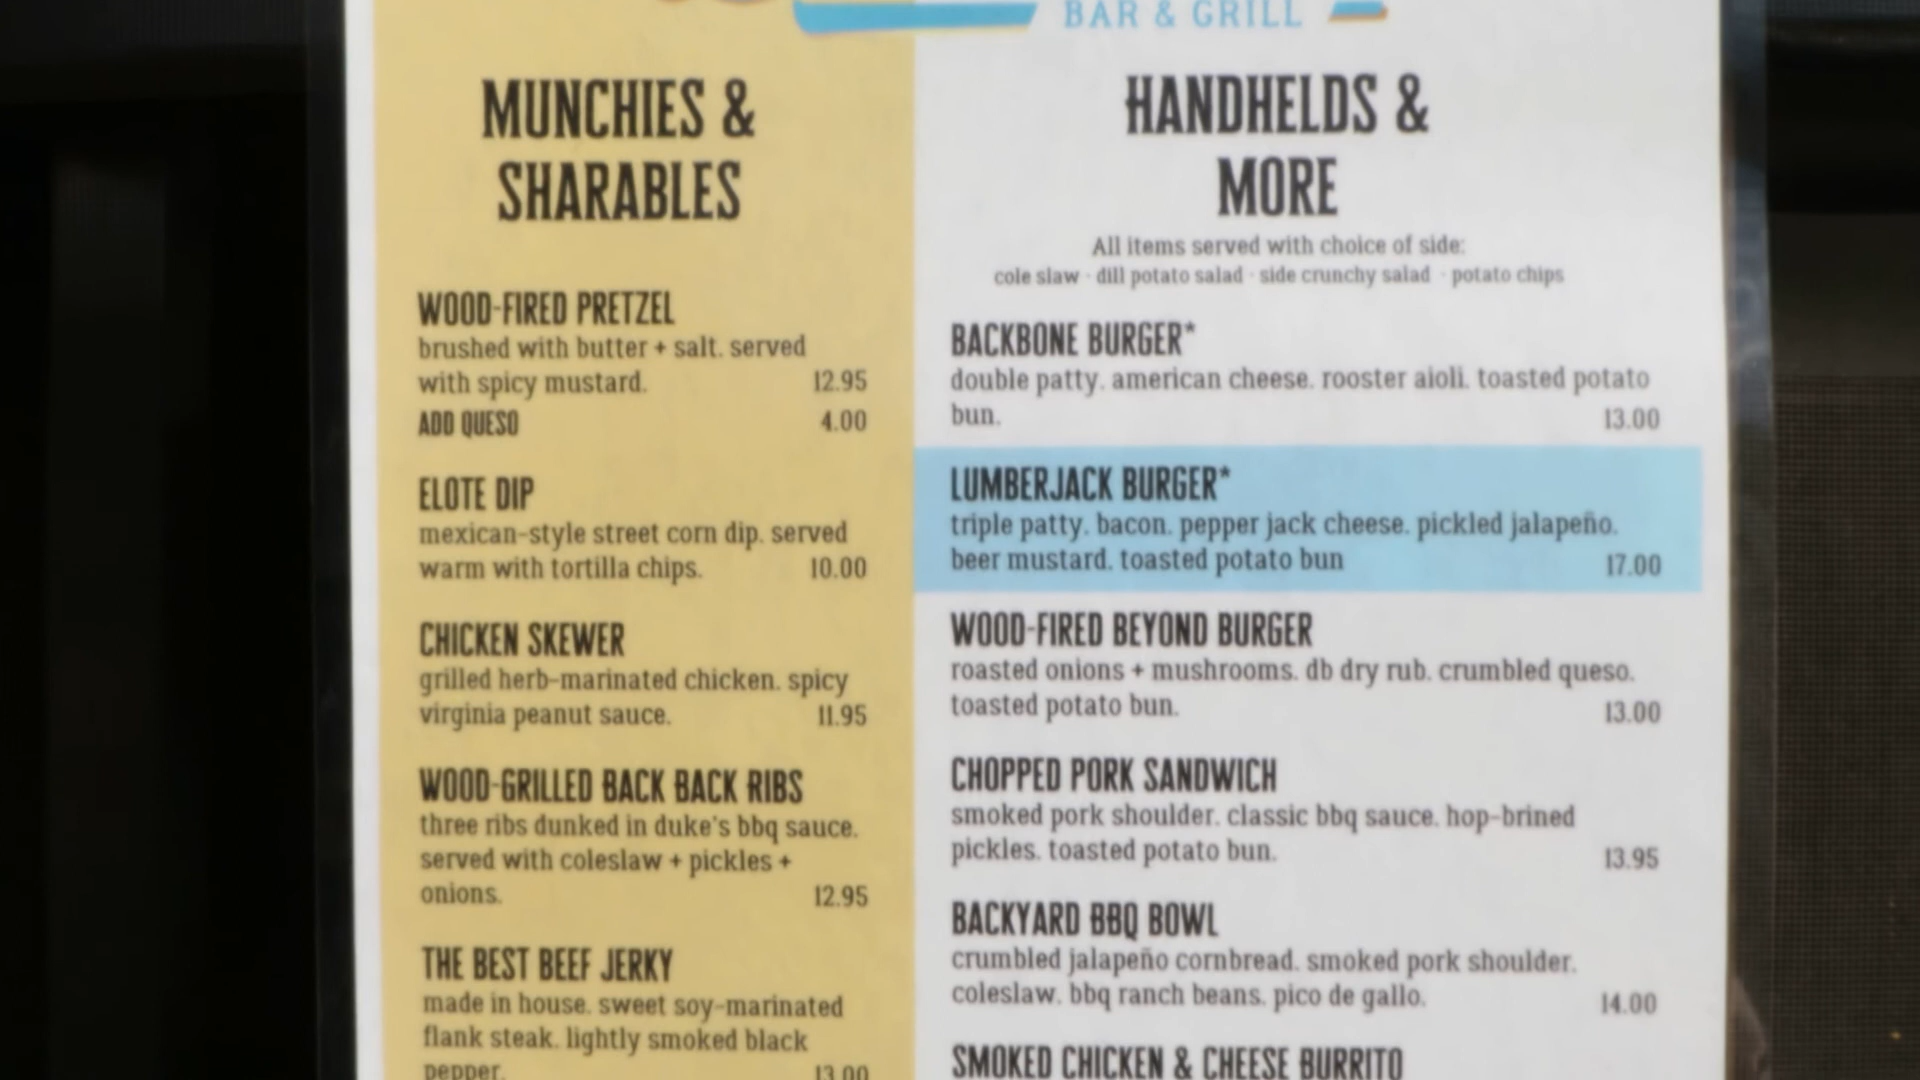 BAR & GRILL
MUNCHIES &
SHARABLES
WOOD-FIRED PRETZEL
brushed with butter + salt. served
with spicy mustard. 12.95
ADD QUESO 4.00
ELOTE DIP
mexican-style street corn dip. served
warm with tortilla chips. 10.00
CHICKEN SKEWER
grilled herb-marinated chicken. spicy
virginia peanut sauce. 11.95
WOOD-GRILLED BACK BACK RIBS
three ribs dunked in duke's bbq sauce.
served with coleslaw + pickles +
onions. 12.95
THE BEST BEEF JERKY
made in house. sweet soy-marinated
flank steak. lightly smoked black
pepper. 13.00
HANDHELDS &
MORE
All items served with choice of side:
cole slaw · dill potato salad · side crunchy salad · potato chips
BACKBONE BURGER*
double patty. american cheese. rooster aioli. toasted potato
bun. 13.00
LUMBERJACK BURGER*
triple patty. bacon. pepper jack cheese. pickled jalapeño.
beer mustard. toasted potato bun 17.00
WOOD-FIRED BEYOND BURGER
roasted onions + mushrooms. db dry rub. crumbled queso.
toasted potato bun. 13.00
CHOPPED PORK SANDWICH
smoked pork shoulder. classic bbq sauce. hop-brined
pickles. toasted potato bun. 13.95
BACKYARD BBQ BOWL
crumbled jalapeño cornbread. smoked pork shoulder.
coleslaw. bbq ranch beans. pico de gallo. 14.00
SMOKED CHICKEN & CHEESE BURRITO